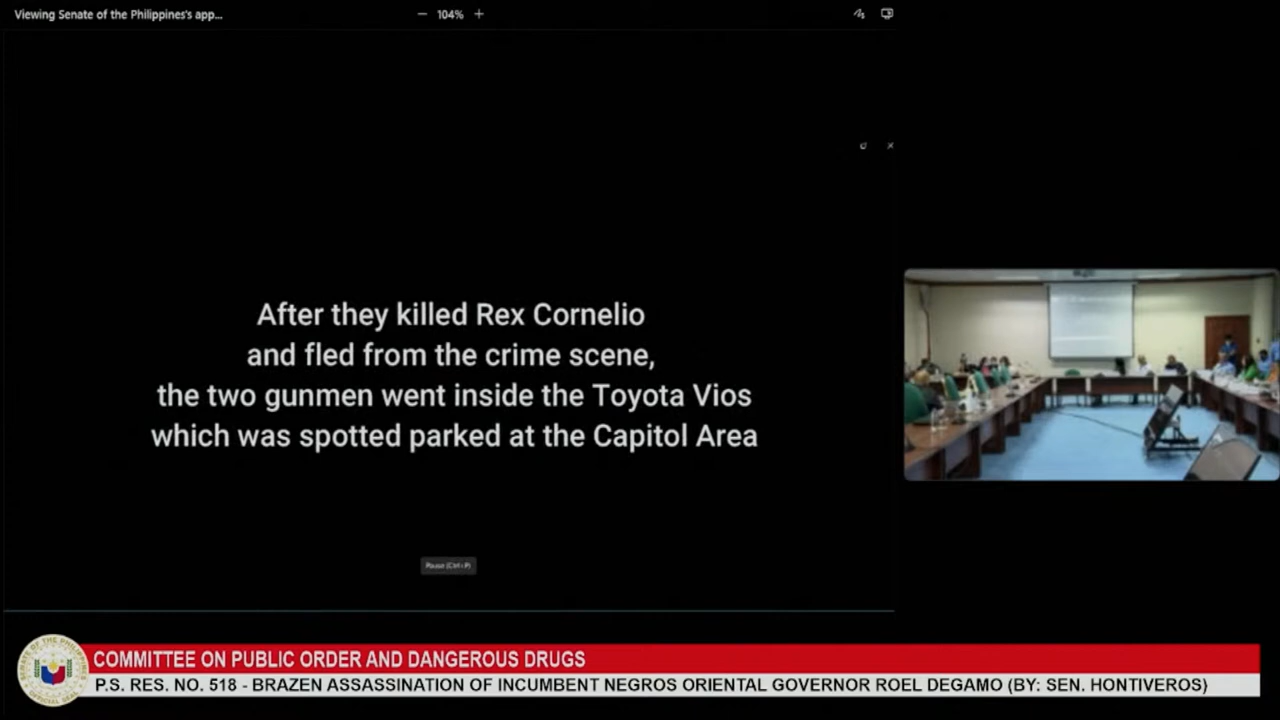 Viewing Senate of the Philippines's app...
104%
After they killed Rex Cornelio
and fled from the crime scene,
the two gunmen went inside the Toyota Vios
which was spotted parked at the Capitol Area
Pause (Ctrl+P)
COMMITTEE ON PUBLIC ORDER AND DANGEROUS DRUGS
P.S. RES. NO. 518 - BRAZEN ASSASSINATION OF INCUMBENT NEGROS ORIENTAL GOVERNOR ROEL DEGAMO (BY: SEN. HONTIVEROS)